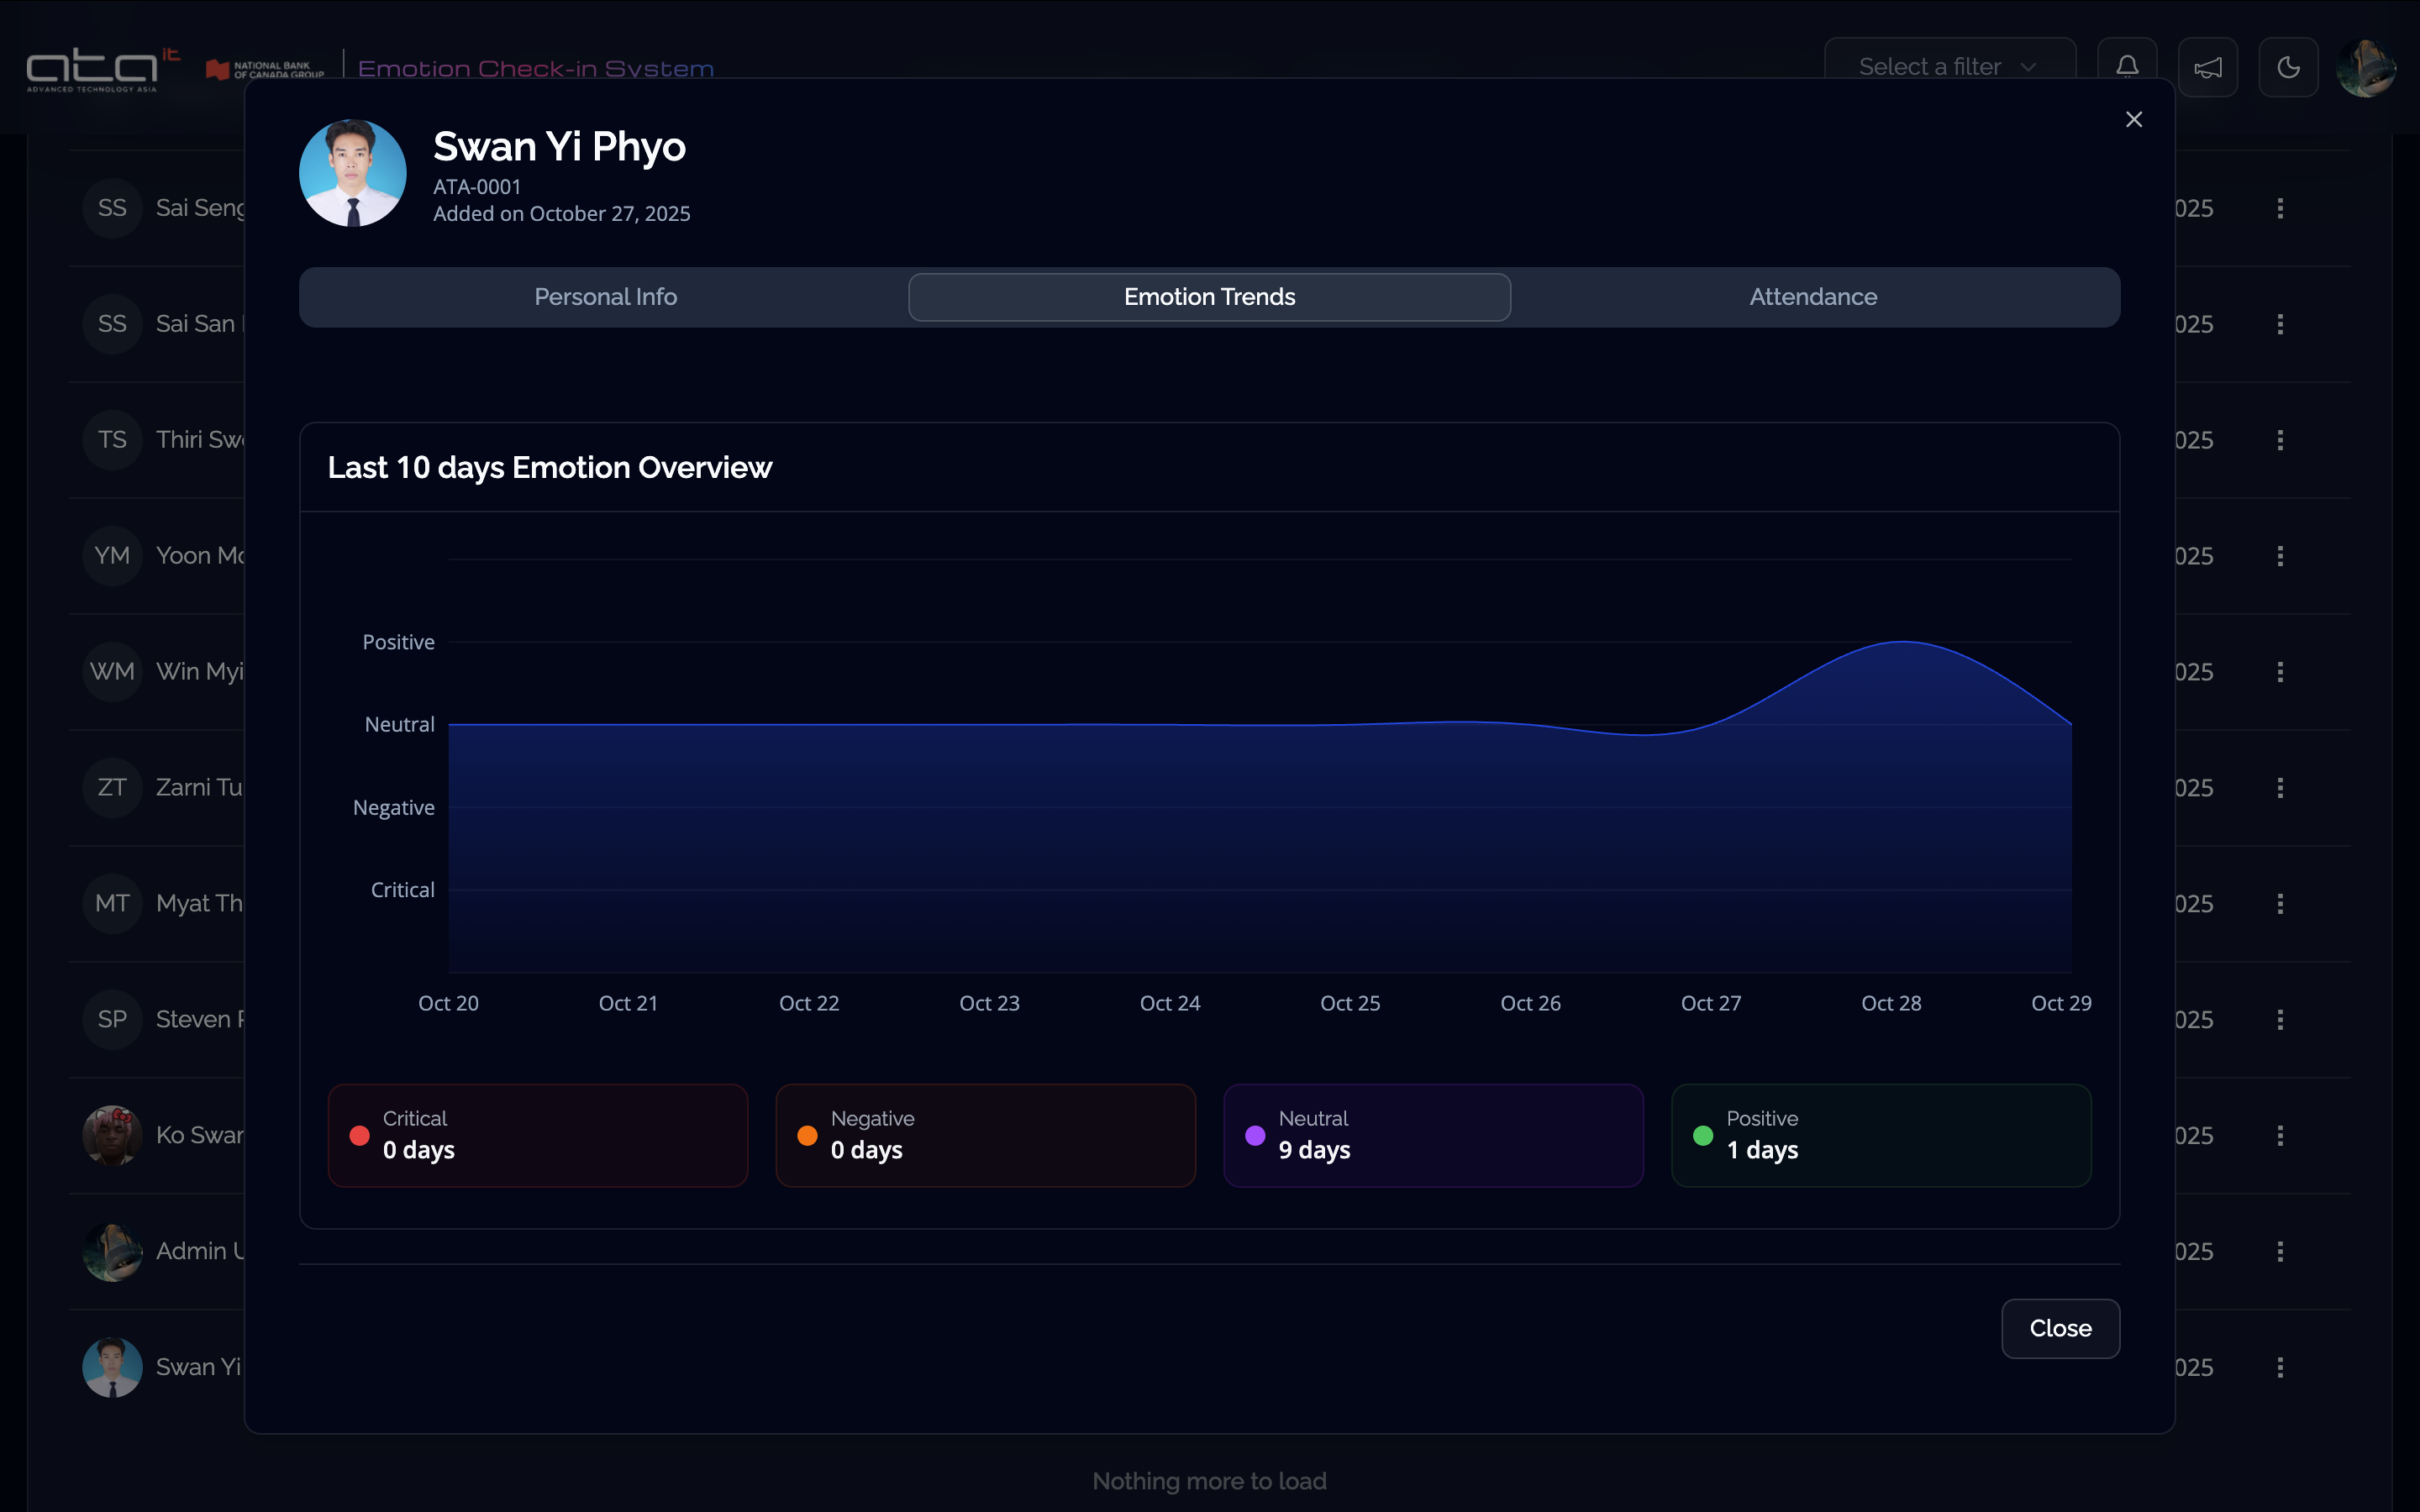 ata it
ADVANCED TECHNOLOGY ASIA
NATIONAL BANK
OF CANADA GROUP
Emotion Check-in System
Select a filter
Swan Yi Phyo
ATA-0001
Added on October 27, 2025
Personal Info
Emotion Trends
Attendance
Last 10 days Emotion Overview
Positive
Neutral
Negative
Critical
Oct 20 Oct 21 Oct 22 Oct 23 Oct 24 Oct 25 Oct 26 Oct 27 Oct 28 Oct 29
Critical
0 days
Negative
0 days
Neutral
9 days
Positive
1 days
Close
SS Sai Seng 025
SS Sai San 025
TS Thiri 025
YM Yoon 025
WM Win Myi 025
ZT Zarni Tu 025
MT Myat Th 025
SP Steven 025
Ko Swan 025
Admin 025
Swan Yi 025
Nothing more to load